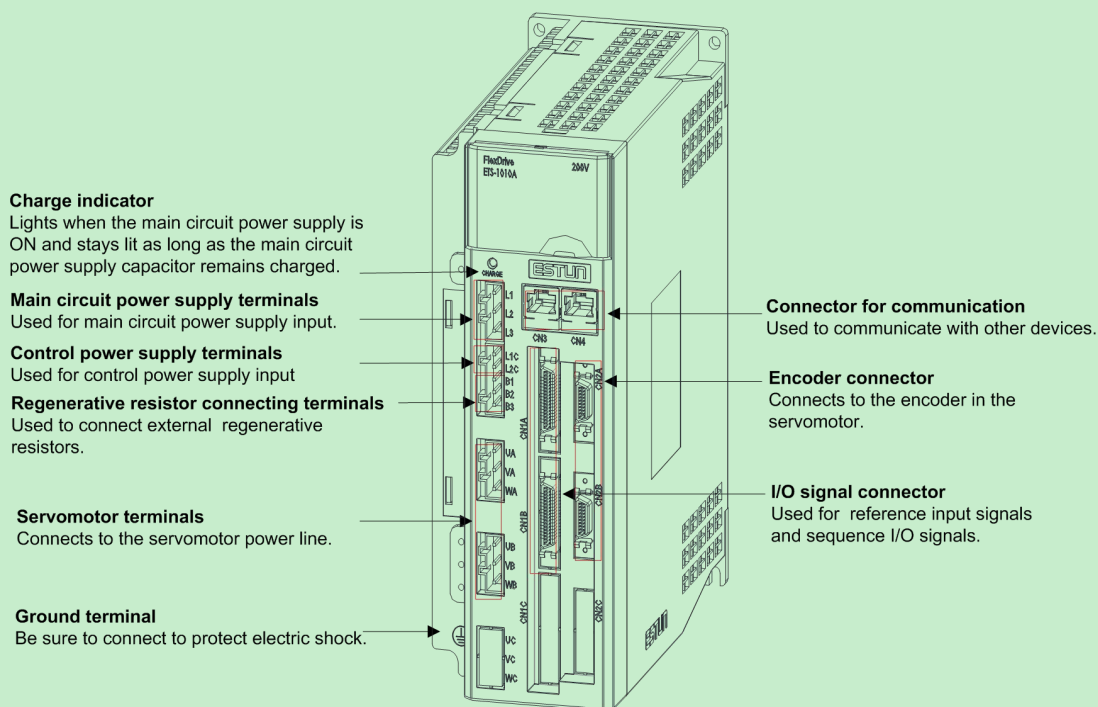 Charge indicator
Lights when the main circuit power supply is
ON and stays lit as long as the main circuit
power supply capacitor remains charged.
Main circuit power supply terminals
Used for main circuit power supply input.
Control power supply terminals
Used for control power supply input
Regenerative resistor connecting terminals
Used to connect external regenerative
resistors.
Servomotor terminals
Connects to the servomotor power line.
Ground terminal
Be sure to connect to protect electric shock.
FlexDrive
ETS-1010A
200V
CHARGE
ESTUN
L1
L2
L3
L1C
L2C
B1
B2
B3
UA
VA
WA
UB
VB
WB
UC
VC
WC
CN3
CN4
CN1A
CN1B
CN1C
CN2A
CN2B
CN2C
ESTUN
Connector for communication
Used to communicate with other devices.
Encoder connector
Connects to the encoder in the
servomotor.
I/O signal connector
Used for reference input signals
and sequence I/O signals.